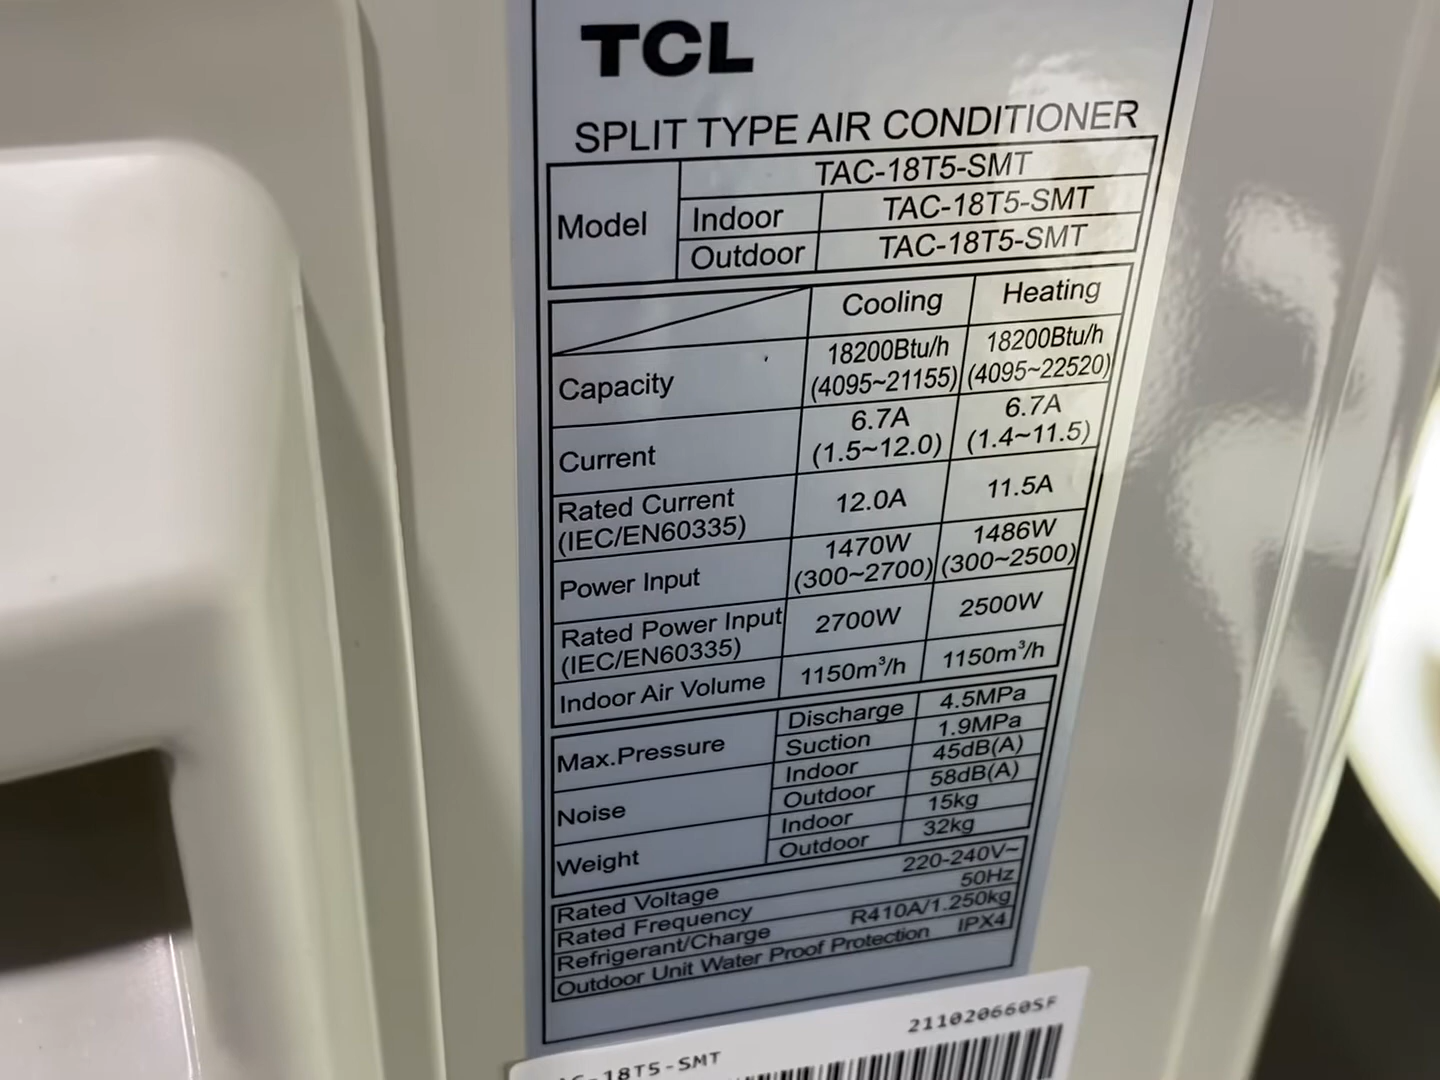 TCL
SPLIT TYPE AIR CONDITIONER
Model TAC-18T5-SMT
Indoor TAC-18T5-SMT
Outdoor TAC-18T5-SMT
Cooling Heating
Capacity 18200Btu/h (4095~21155) 18200Btu/h (4095~22520)
Current 6.7A (1.5~12.0) 6.7A (1.4~11.5)
Rated Current (IEC/EN60335) 12.0A 11.5A
Power Input 1470W (300~2700) 1486W (300~2500)
Rated Power Input (IEC/EN60335) 2700W 2500W
Indoor Air Volume 1150m³/h 1150m³/h
Max.Pressure Discharge 4.5MPa
Suction 1.9MPa
Noise Indoor 45dB(A)
Outdoor 58dB(A)
Weight Indoor 15kg
Outdoor 32kg
Rated Voltage 220-240V~
Rated Frequency 50Hz
Refrigerant/Charge R410A/1.250kg
Outdoor Unit Water Proof Protection IPX4
211020660SF
-18T5-SMT